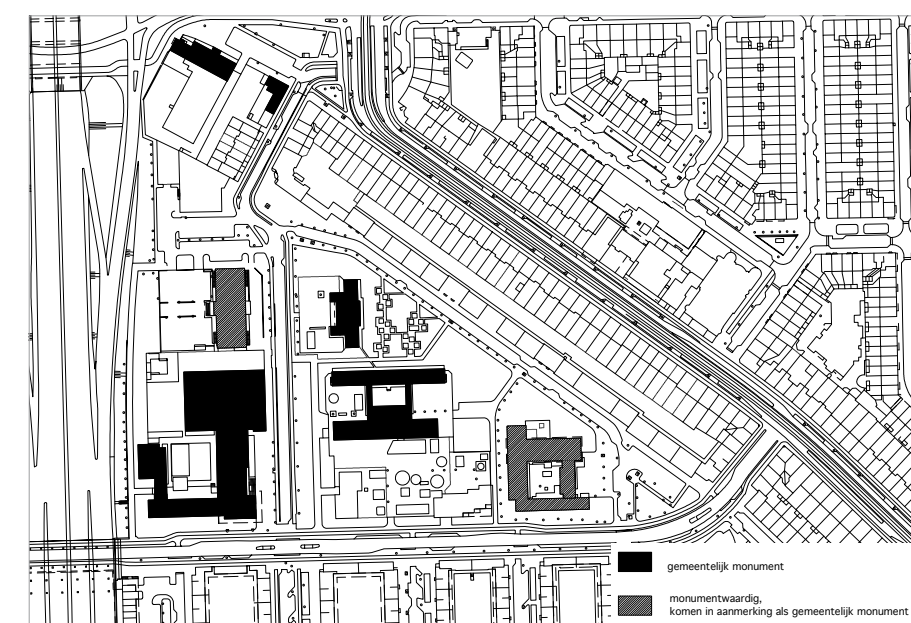 gemeentelijk monument
monumentwaardig,
komen in aanmerking als gemeentelijk monument